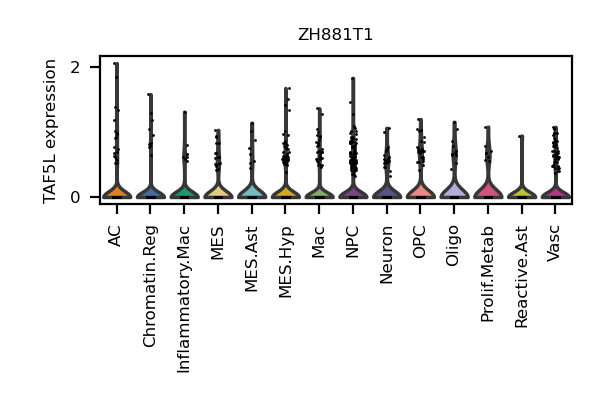 ZH881T1
TAF5L expression
2
0
AC
Chromatin.Reg
Inflammatory.Mac
MES
MES.Ast
MES.Hyp
Mac
NPC
Neuron
OPC
Oligo
Prolif.Metab
Reactive.Ast
Vasc